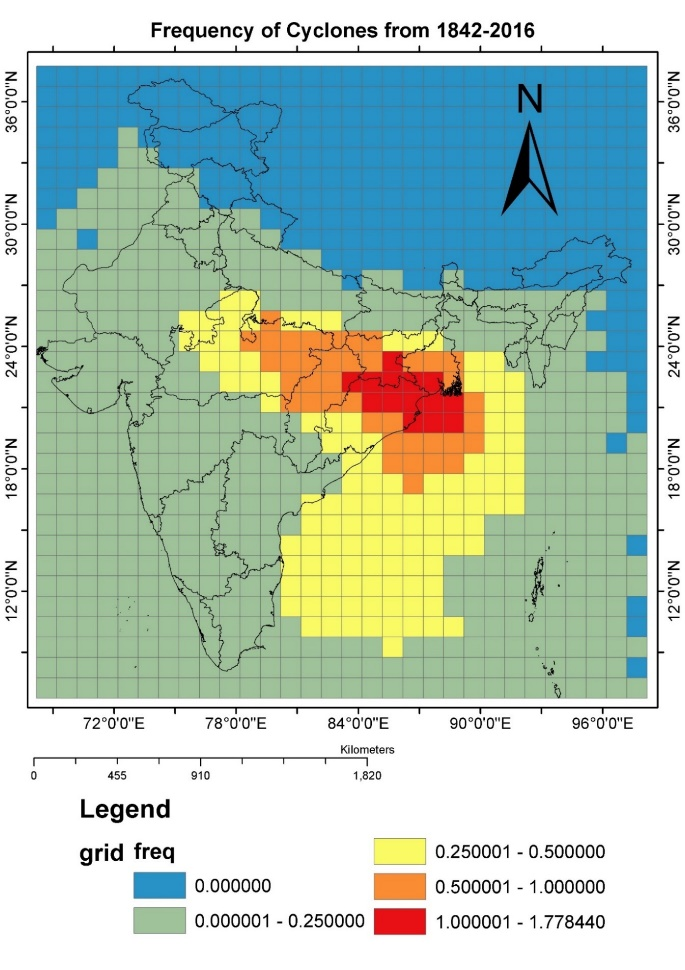 Frequency of Cyclones from 1842-2016
N
36°0'0"N
36°0'0"N
30°0'0"N
30°0'0"N
24°0'0"N
24°0'0"N
18°0'0"N
18°0'0"N
12°0'0"N
12°0'0"N
72°0'0"E
78°0'0"E
84°0'0"E
90°0'0"E
96°0'0"E
Kilometers
0
455
910
1,820
Legend
grid freq
0.000000
0.000001 - 0.250000
0.250001 - 0.500000
0.500001 - 1.000000
1.000001 - 1.778440